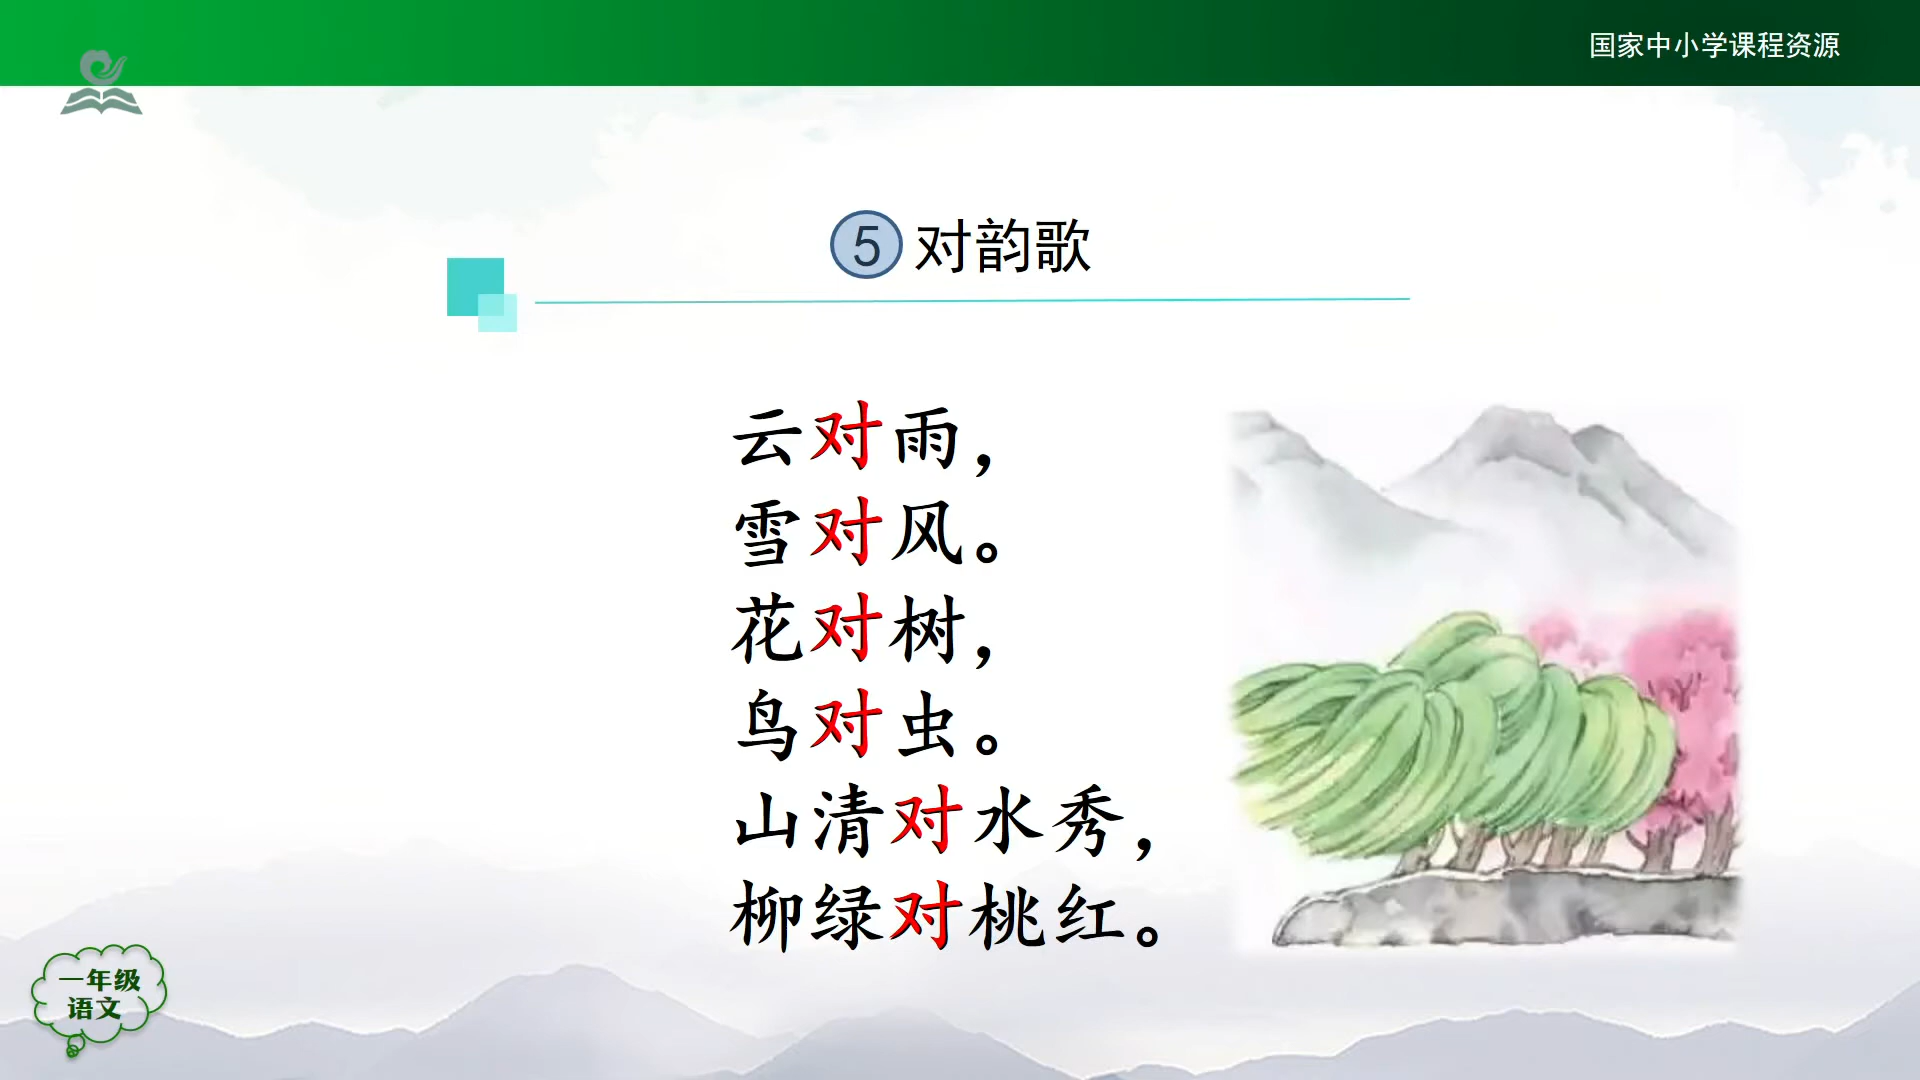 国家中小学课程资源
5 对韵歌
云对雨，
雪对风。
花对树，
鸟对虫。
山清对水秀，
柳绿对桃红。
一年级
语文